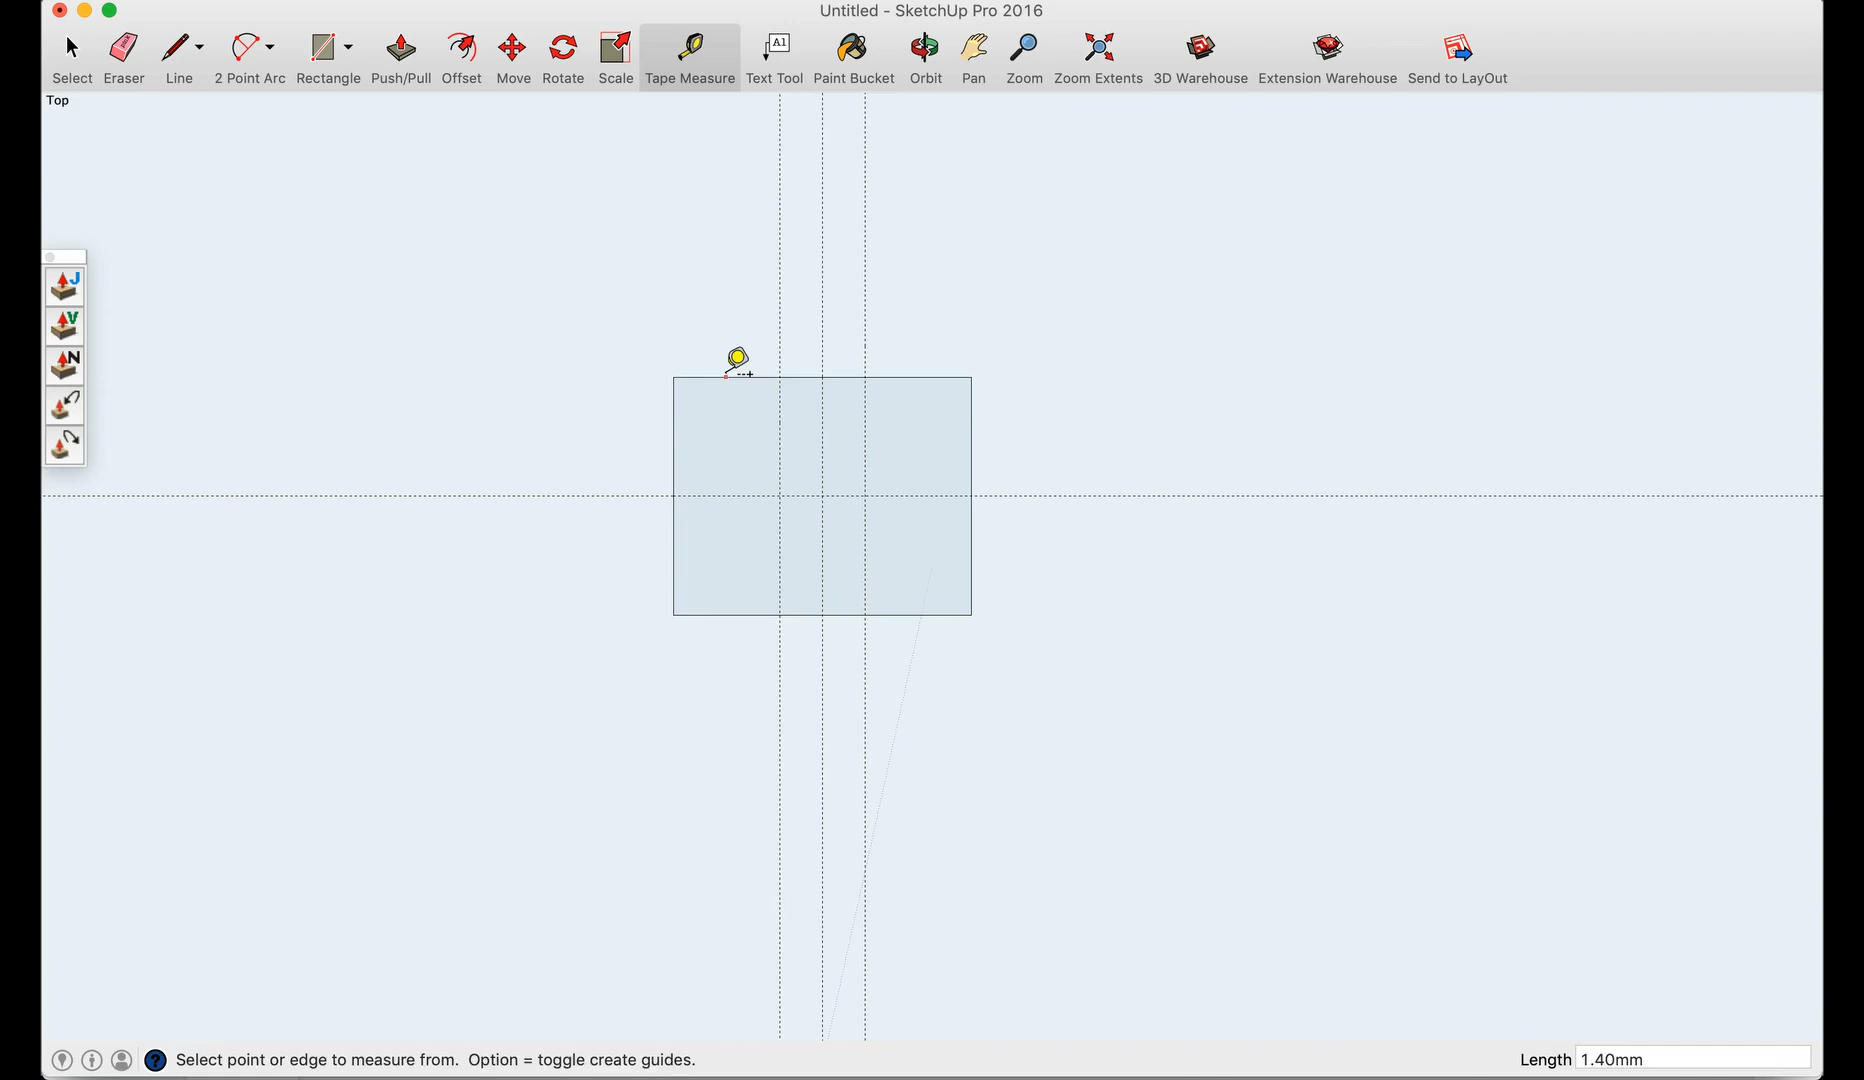 Untitled - SketchUp Pro 2016
A1
Select Eraser Line 2 Point Arc Rectangle Push/Pull Offset Move Rotate Scale Tape Measure Text Tool Paint Bucket Orbit Pan Zoom Zoom Extents 3D Warehouse Extension Warehouse Send to LayOut
Top
J
V
N
? Select point or edge to measure from. Option = toggle create guides. Length 1.40mm